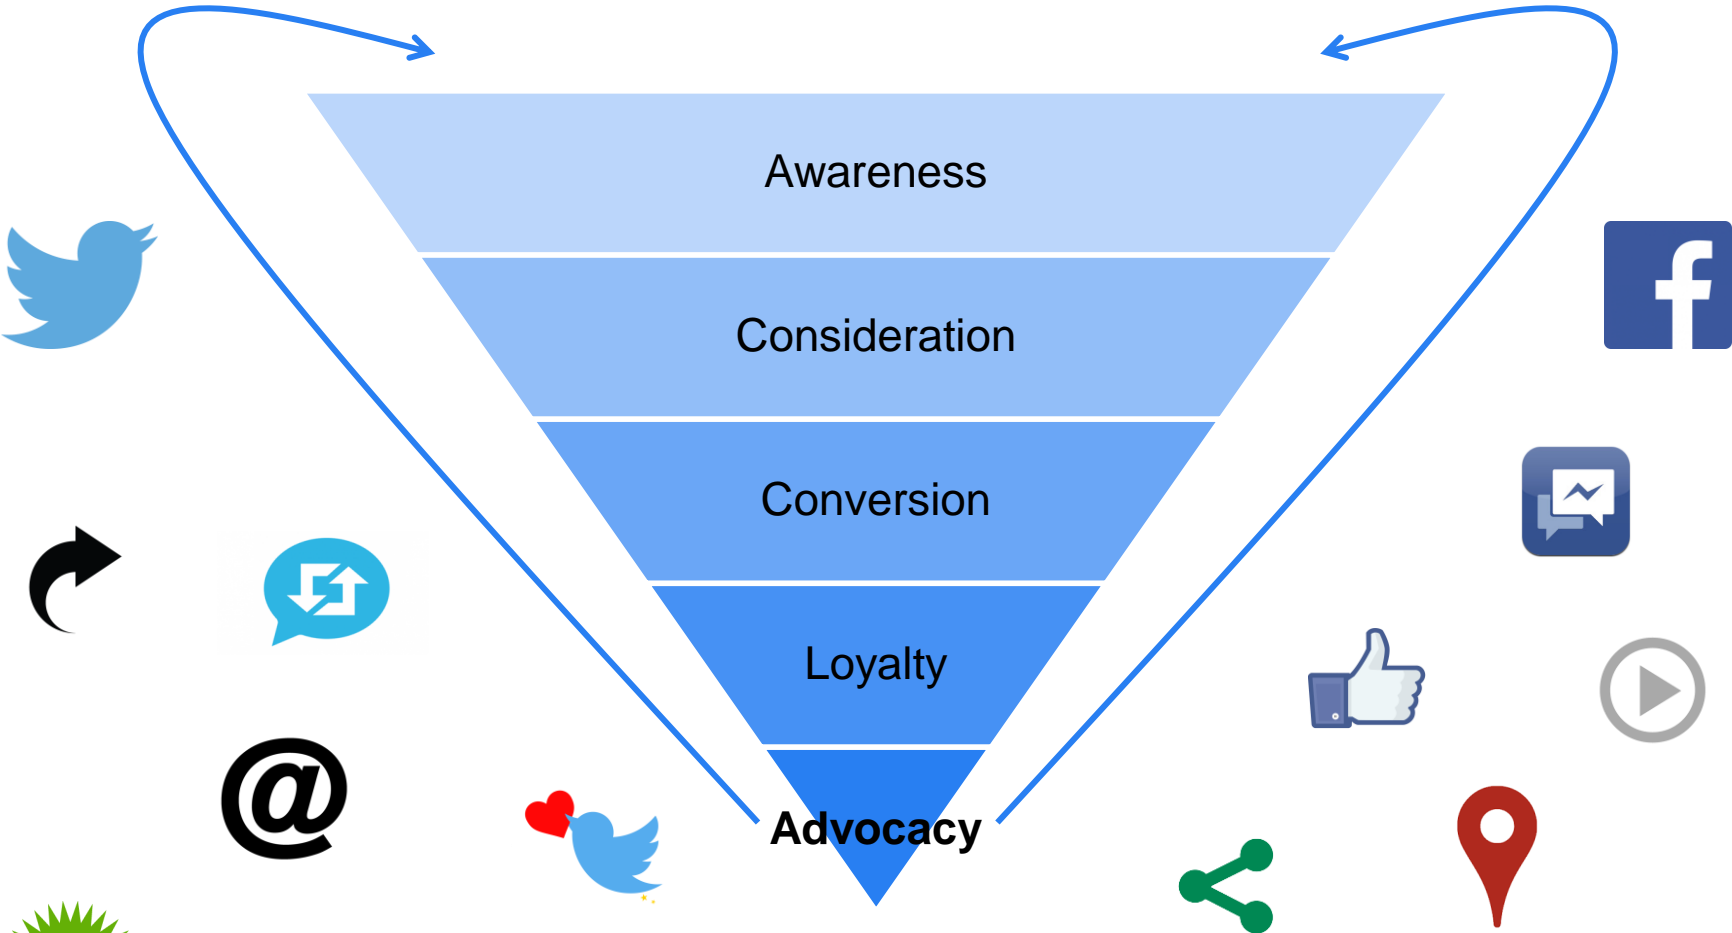 Awareness
Consideration
Conversion
Loyalty
Advocacy